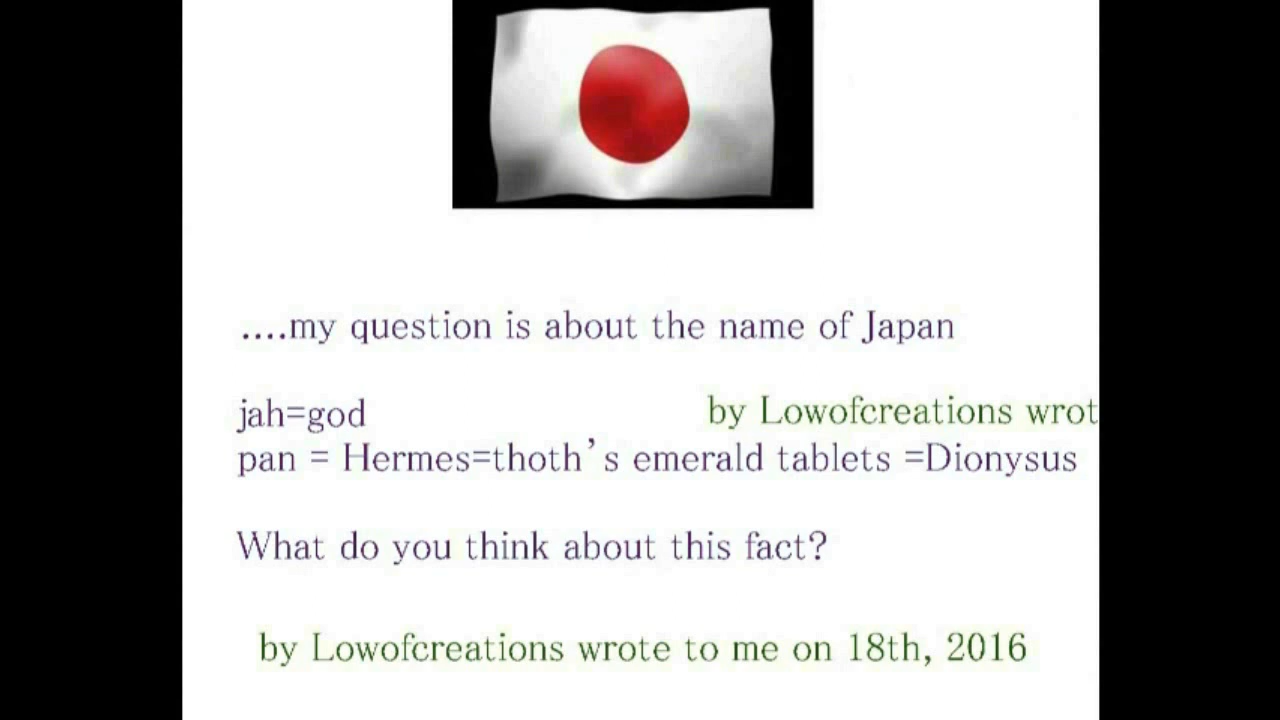 ....my question is about the name of Japan
jah=god
by Lowofcreations wrot
pan = Hermes=thoth's emerald tablets =Dionysus
What do you think about this fact?
by Lowofcreations wrote to me on 18th, 2016